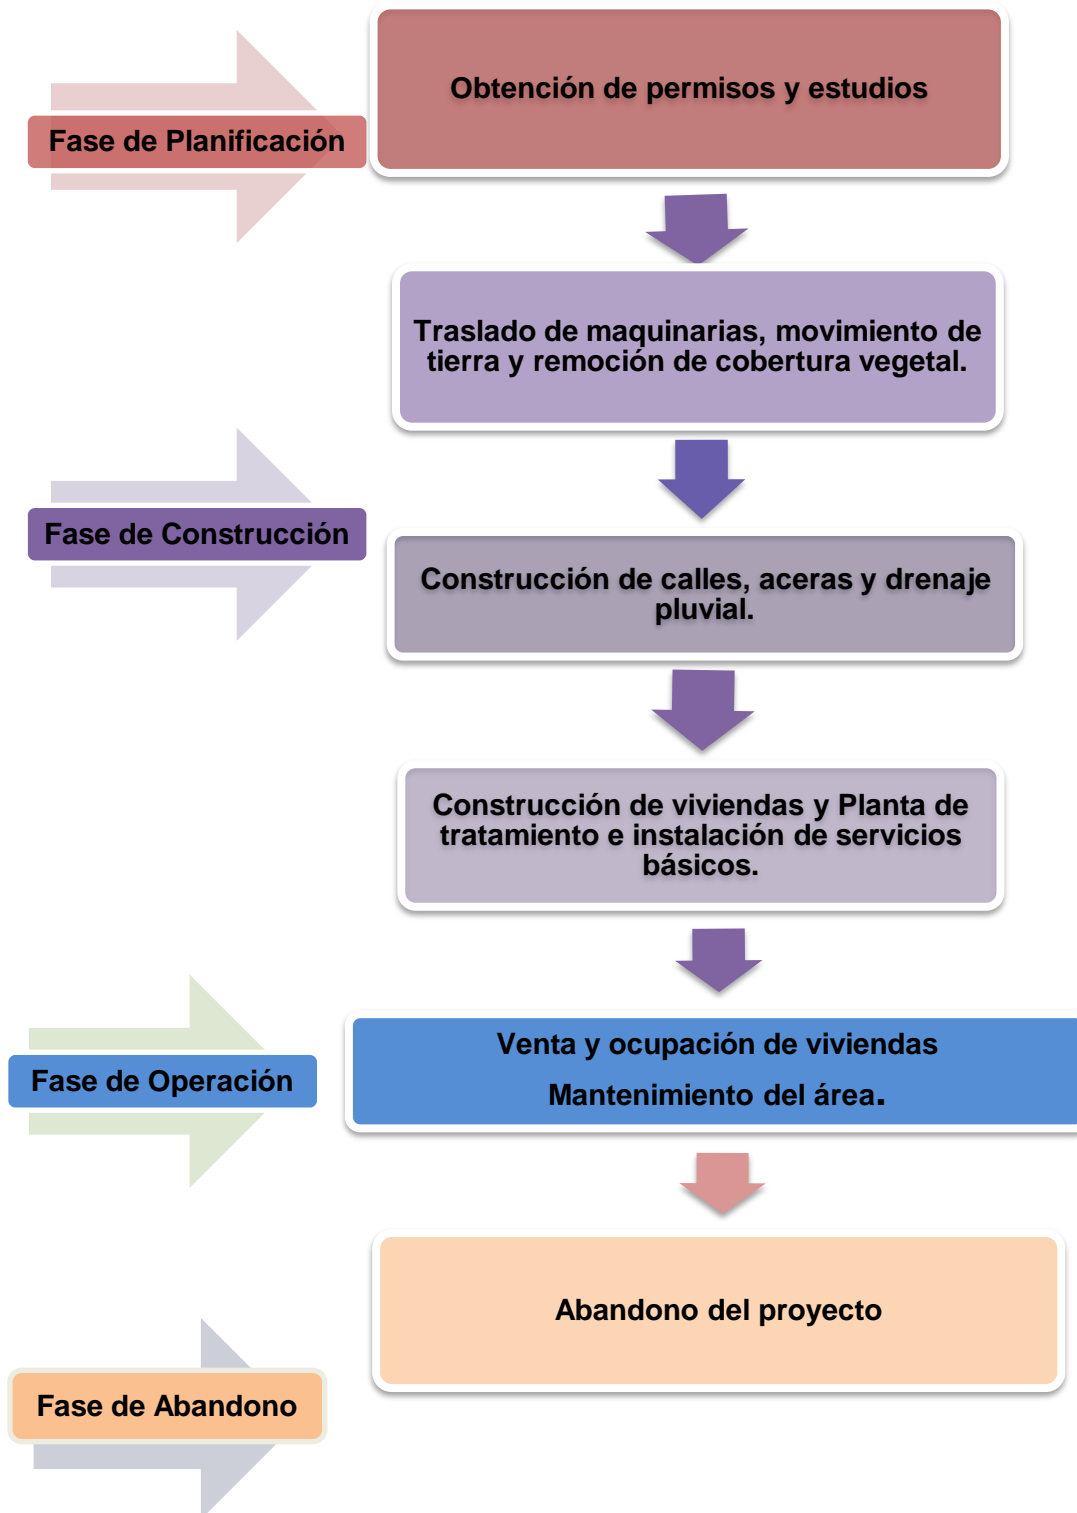 Obtención de permisos y estudios
Fase de Planificación
Traslado de maquinarias, movimiento de
tierra y remoción de cobertura vegetal.
Fase de Construcción
Construcción de calles, aceras y drenaje
pluvial.
Construcción de viviendas y Planta de
tratamiento e instalación de servicios
básicos.
Venta y ocupación de viviendas
Mantenimiento del área.
Fase de Operación
Abandono del proyecto
Fase de Abandono